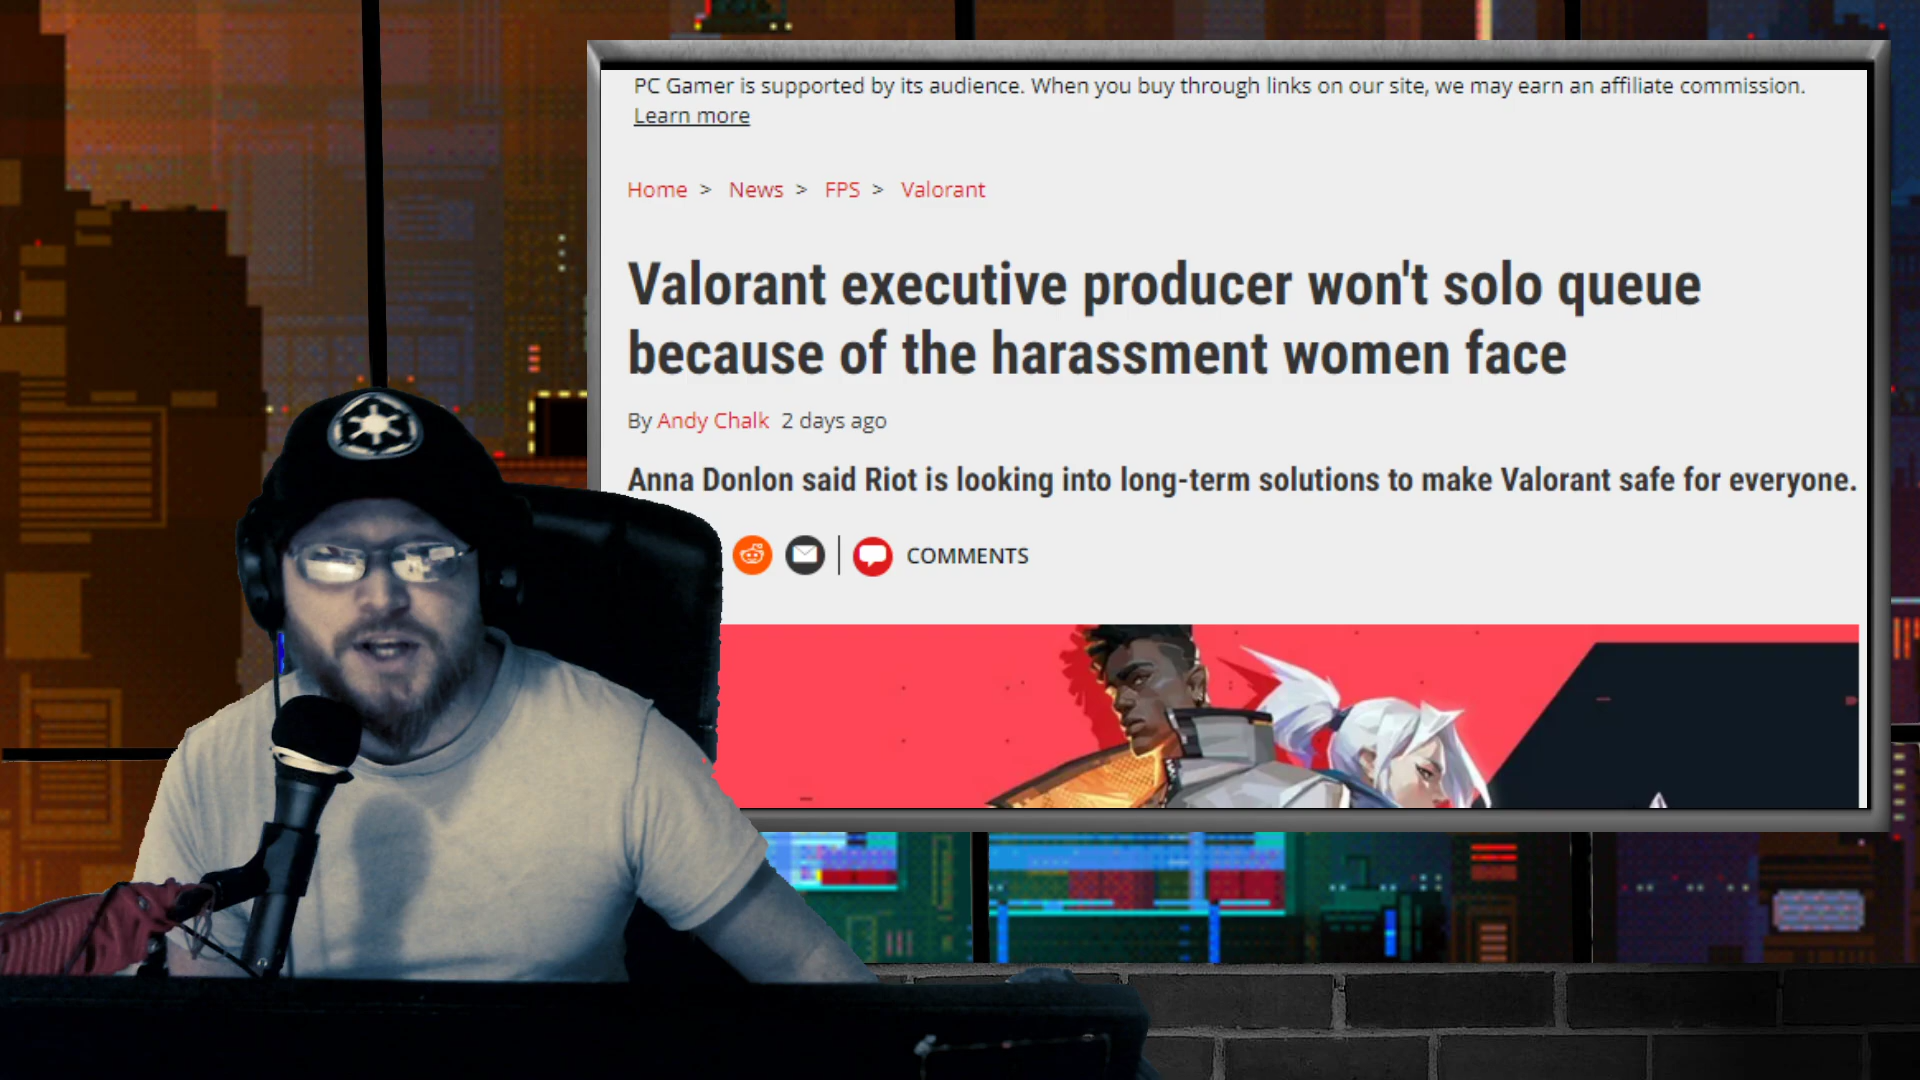 PC Gamer is supported by its audience. When you buy through links on our site, we may earn an affiliate commission.
Learn more
Home > News > FPS > Valorant
Valorant executive producer won't solo queue
because of the harassment women face
By Andy Chalk 2 days ago
Anna Donlon said Riot is looking into long-term solutions to make Valorant safe for everyone.
COMMENTS